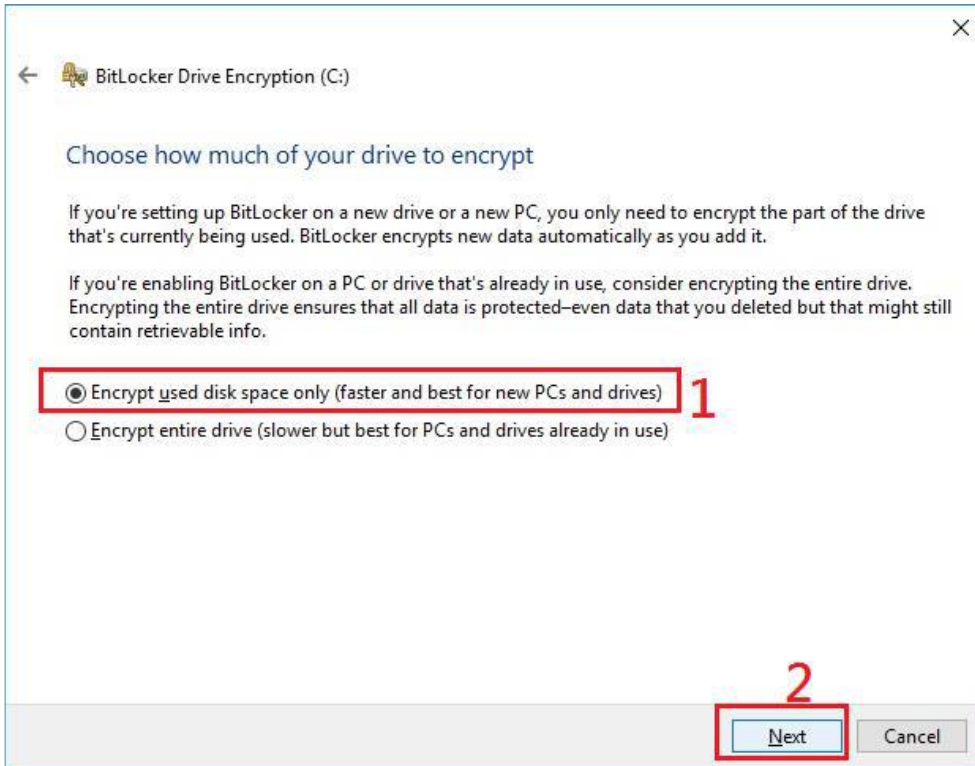 BitLocker Drive Encryption (C:)
Choose how much of your drive to encrypt
If you're setting up BitLocker on a new drive or a new PC, you only need to encrypt the part of the drive
that's currently being used. BitLocker encrypts new data automatically as you add it.
If you're enabling BitLocker on a PC or drive that's already in use, consider encrypting the entire drive.
Encrypting the entire drive ensures that all data is protected–even data that you deleted but that might still
contain retrievable info.
Encrypt used disk space only (faster and best for new PCs and drives) 1
Encrypt entire drive (slower but best for PCs and drives already in use)
2
Next Cancel